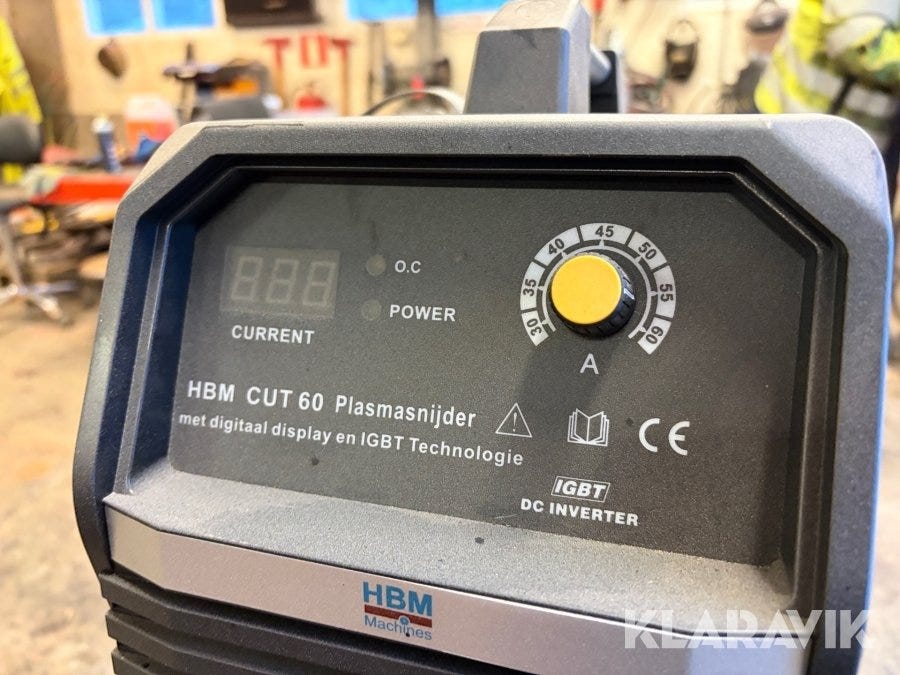 O.C
POWER
CURRENT
30 35 40 45 50 55 60
A
HBM CUT 60 Plasmasnijder
met digitaal display en IGBT Technologie
CE
IGBT
DC INVERTER
HBM
Machines
KLARAVIK